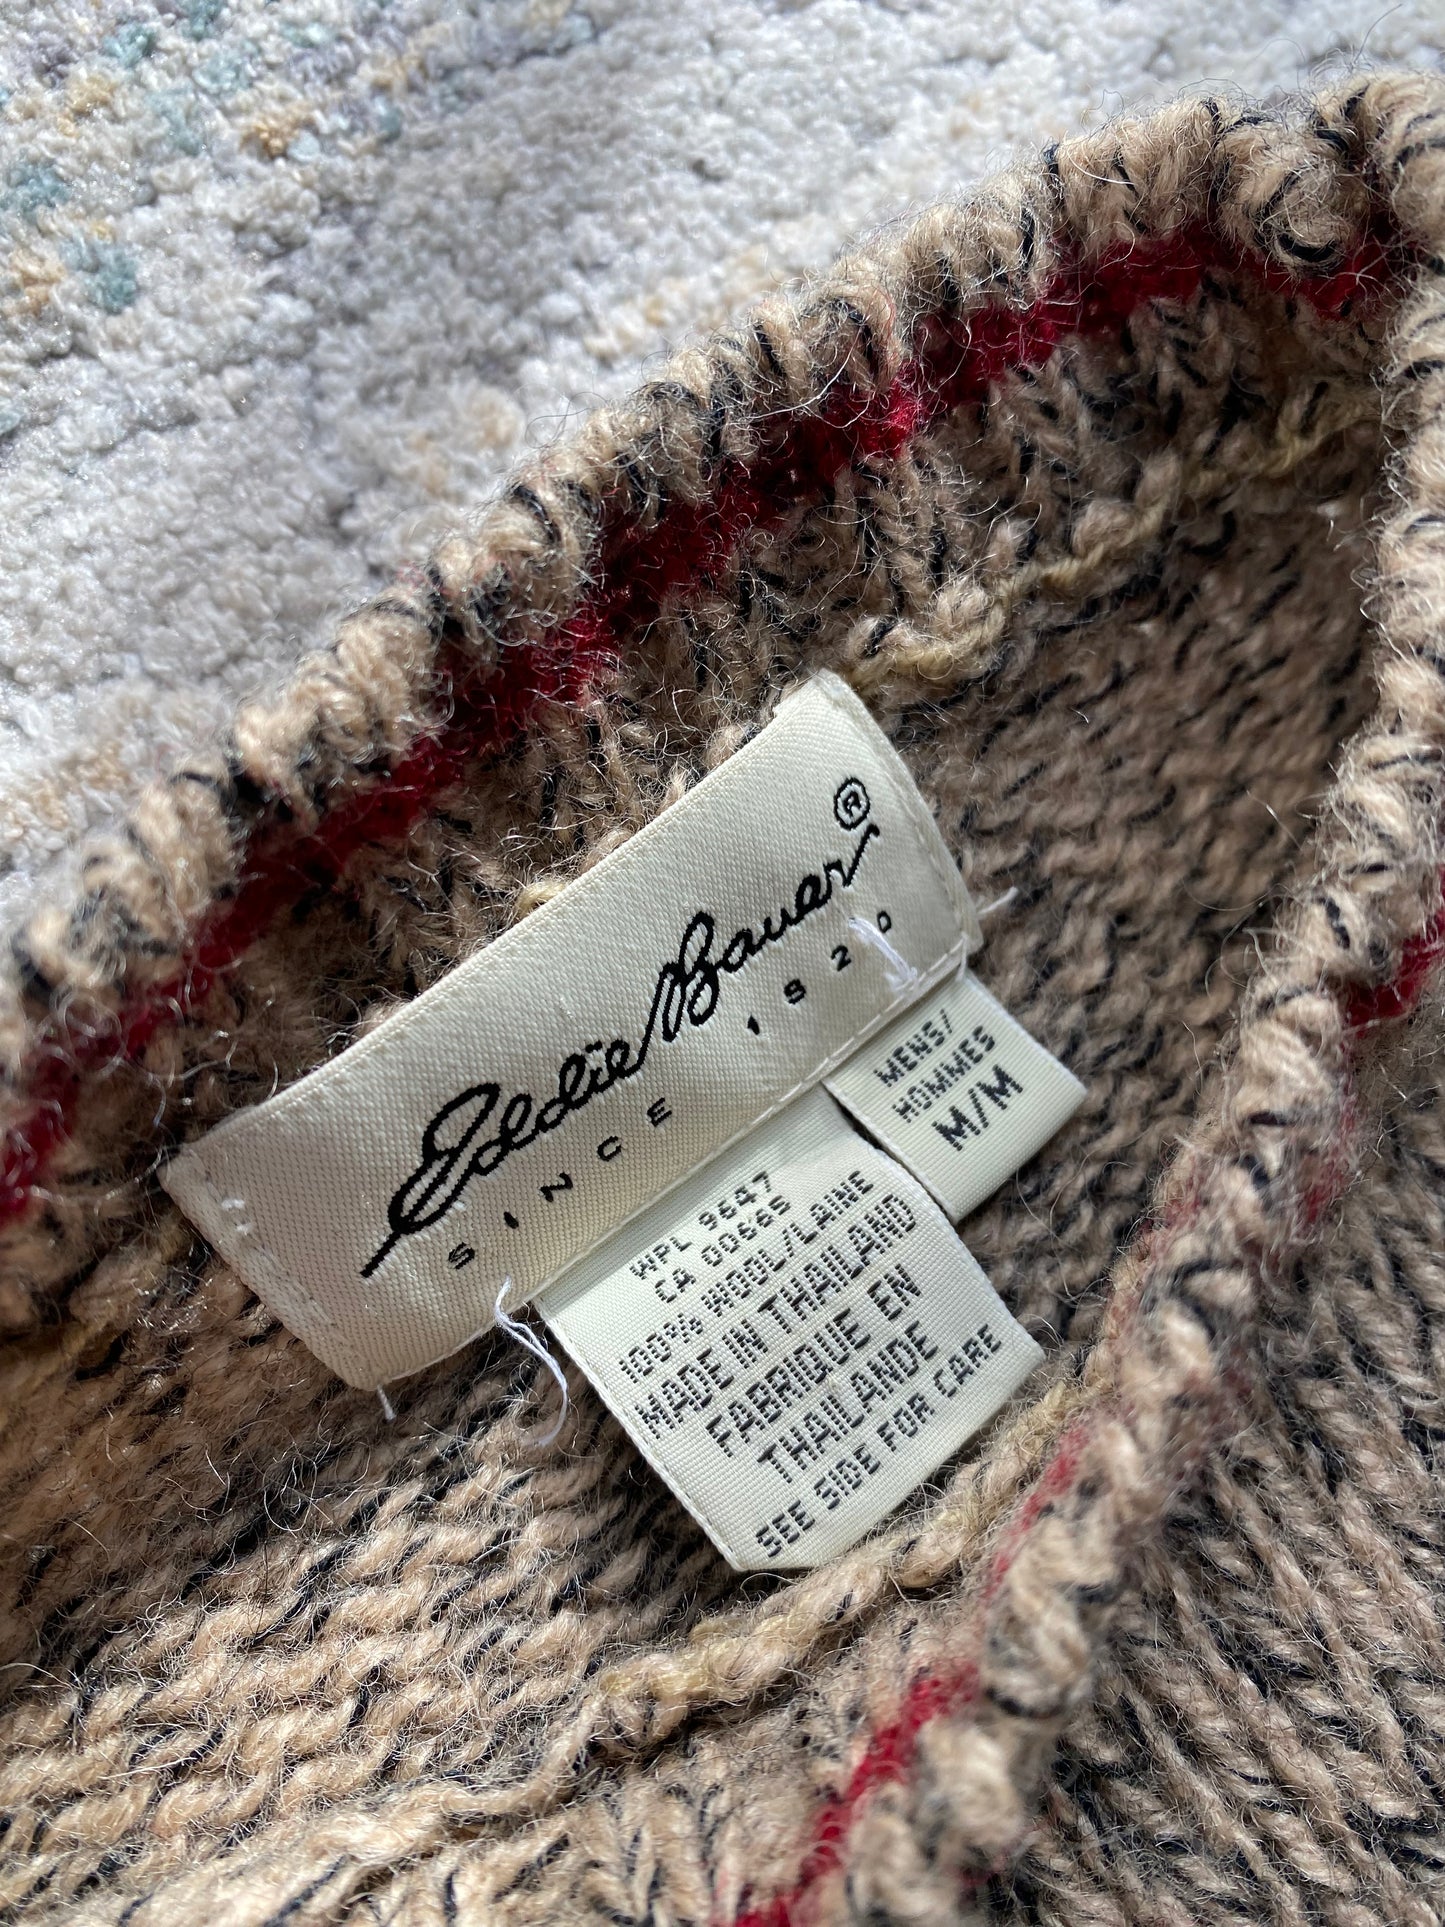 Eddie Bauer®
SINCE 1920
MENS/
HOMMES
M/M
WPL 9647
CA 00665
100% WOOL/LAINE
MADE IN THAILAND
FABRIQUE EN
THAILANDE
SEE SIDE FOR CARE